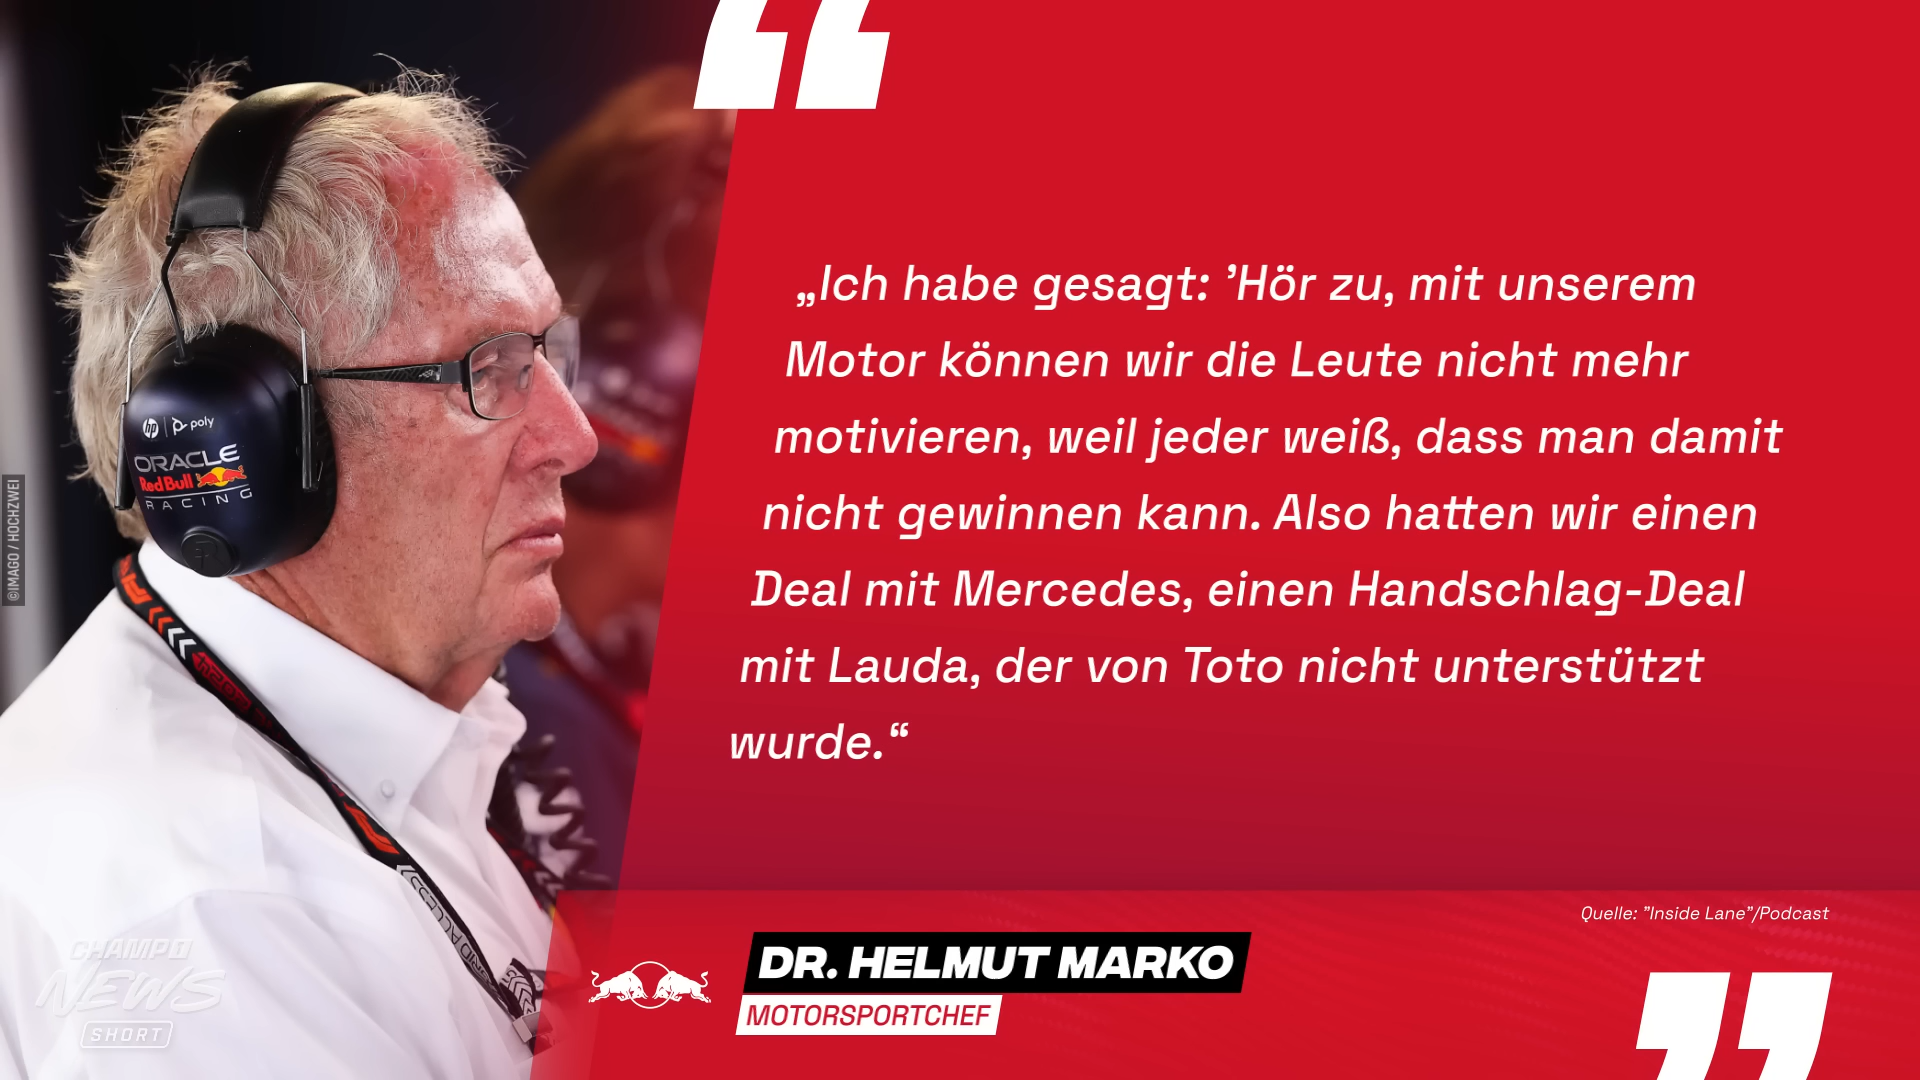 „Ich habe gesagt: ’Hör zu, mit unserem
Motor können wir die Leute nicht mehr
motivieren, weil jeder weiß, dass man damit
nicht gewinnen kann. Also hatten wir einen
Deal mit Mercedes, einen Handschlag-Deal
mit Lauda, der von Toto nicht unterstützt
wurde.“
hp poly
ORACLE
Red Bull
RACING
©IMAGO / HOCHZWEI
Quelle: "Inside Lane"/Podcast
DR. HELMUT MARKO
MOTORSPORTCHEF
CHAMP1
NEWS
SHORT